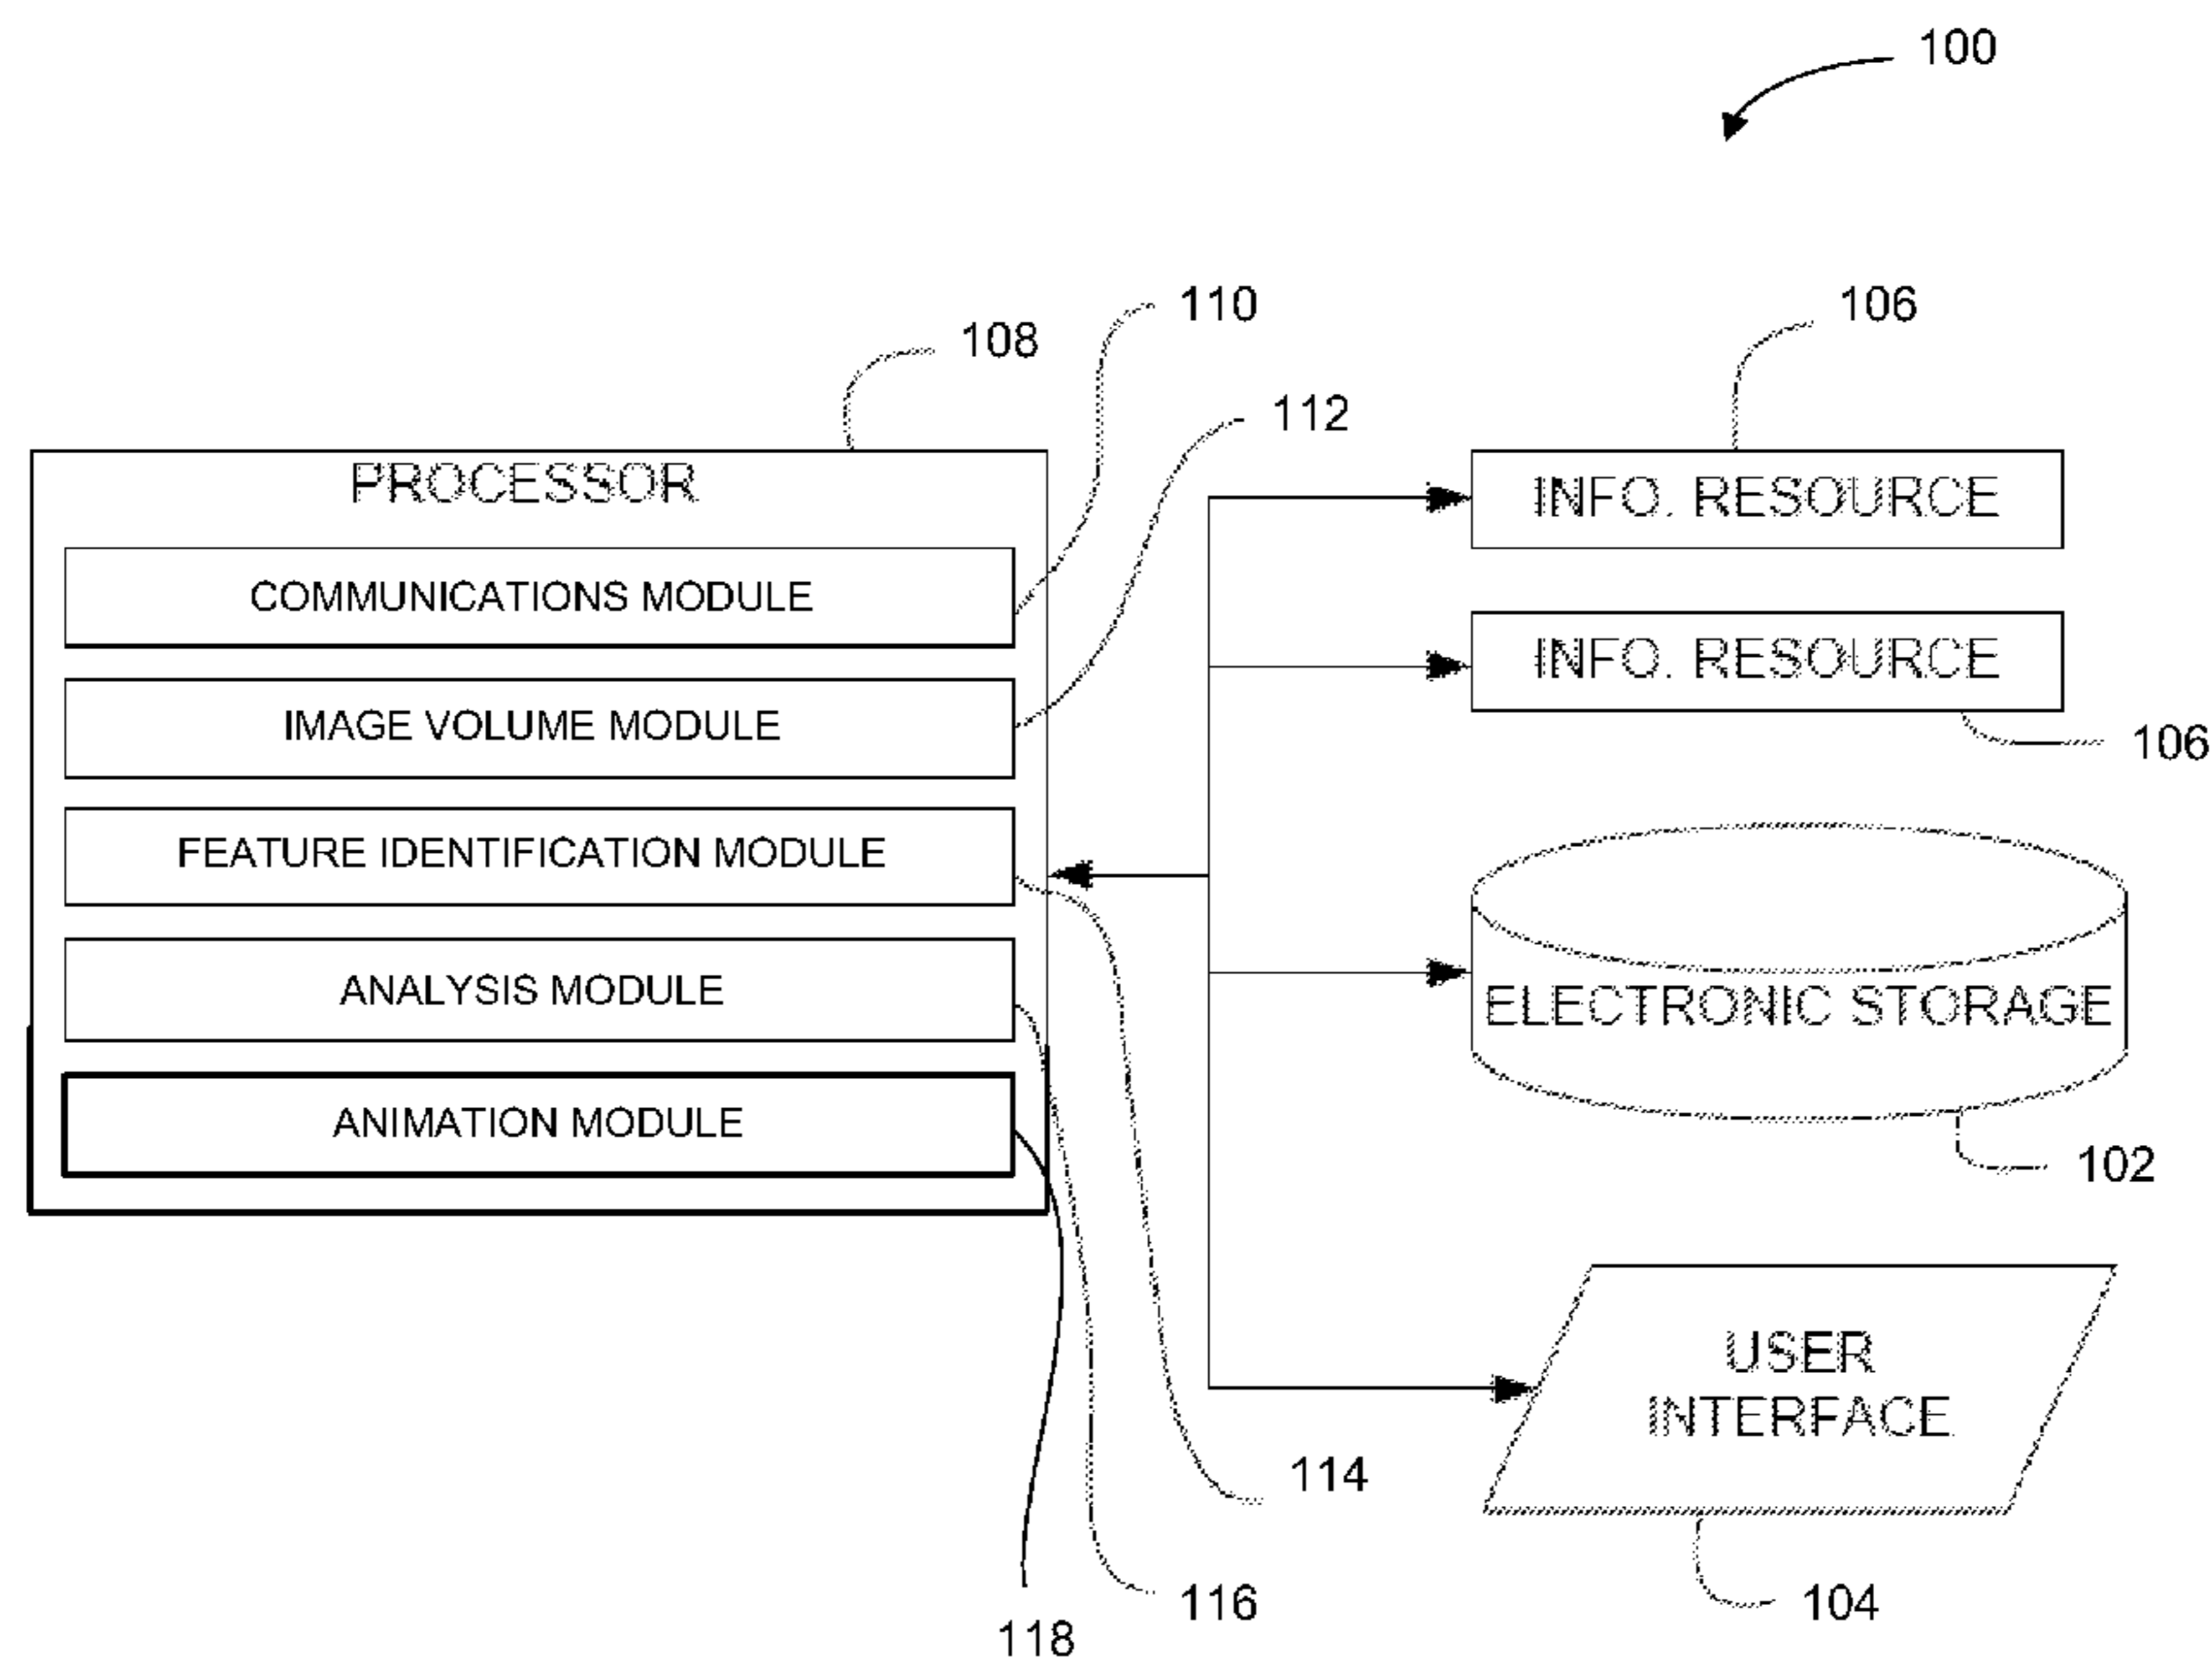 100
110
106
108
112
PROCESSOR
INFO. RESOURCE
COMMUNICATIONS MODULE
INFO. RESOURCE
IMAGE VOLUME MODULE
106
FEATURE IDENTIFICATION MODULE
ANALYSIS MODULE
ELECTRONIC STORAGE
ANIMATION MODULE
102
USER
INTERFACE
114
116
104
118